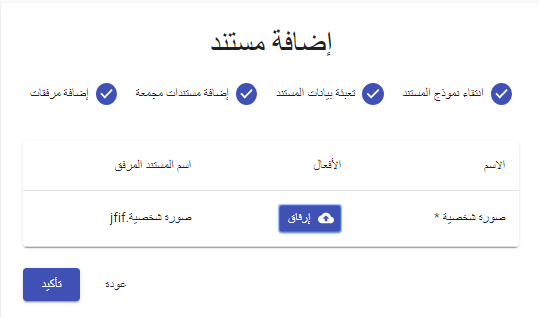 إضافة مستند
انتقاء نموذج المستند تعبئة بيانات المستند إضافة مستندات مجمعة إضافة مرفقات
الاسم الأفعال اسم المستند المرفق
صورة شخصية * إرفاق صورة شخصية.jfif
عودة تأكيد